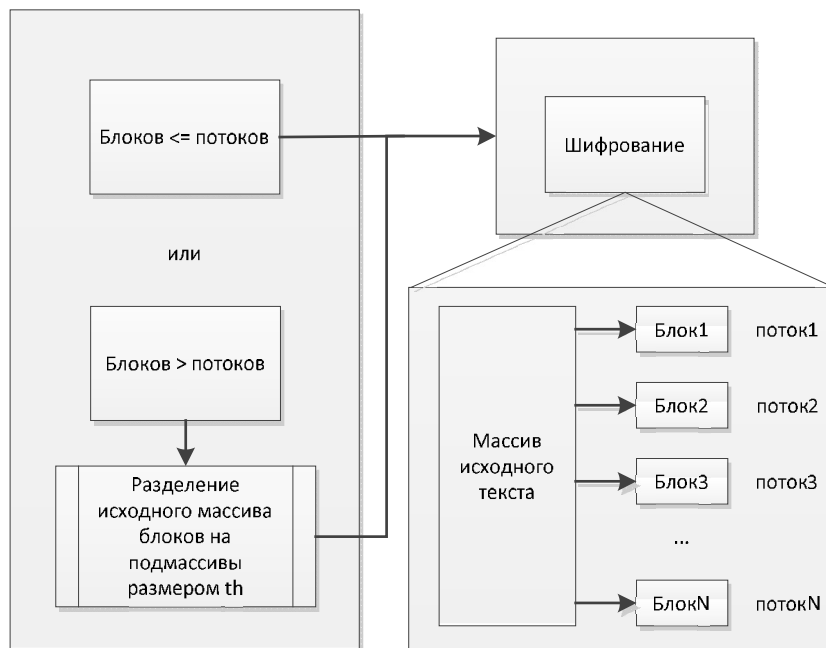 Блоков <= потоков
или
Блоков > потоков
Разделение
исходного массива
блоков на
подмассивы
размером th
Шифрование
Массив
исходного
текста
Блок1 поток1
Блок2 поток2
Блок3 поток3
...
БлокN потокN